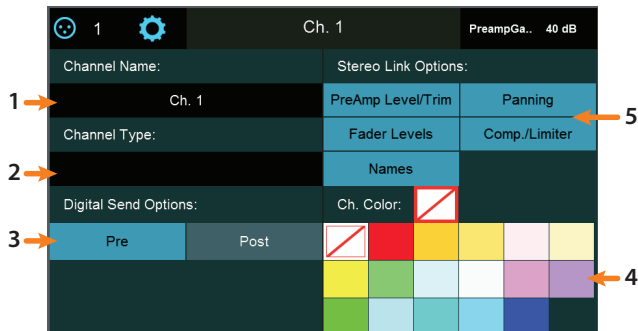 1
Ch. 1
PreampGa.. 40 dB
Channel Name:
Stereo Link Options:
1
Ch. 1
PreAmp Level/Trim
Panning
5
Channel Type:
Fader Levels
Comp./Limiter
2
Names
Digital Send Options:
Ch. Color:
3
Pre
Post
4